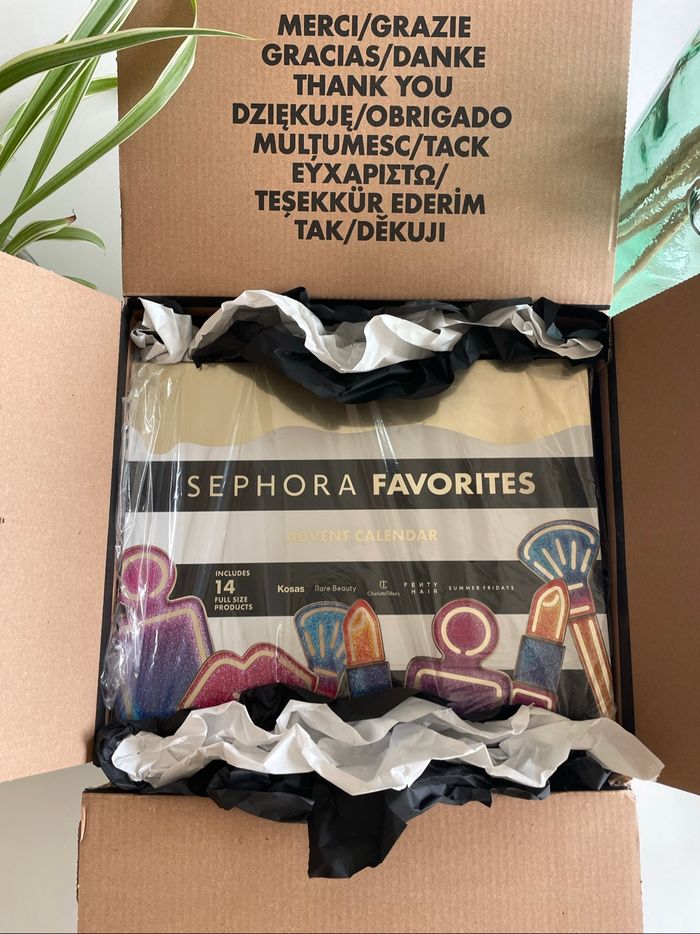 MERCI/GRAZIE
GRACIAS/DANKE
THANK YOU
DZIĘKUJĘ/OBRIGADO
MULȚUMESC/TACK
ΕΎΧΑΡΙΣΤΩ/
TEŞEKKÜR EDERİM
TAK/DĚKUJI
SEPHORA FAVORITES
ADVENT CALENDAR
INCLUDES
14
FULL SIZE
PRODUCTS
Kosas
Rare Beauty
Charlotte Tilbury
FENTY
HAIR
SUMMER FRIDAYS